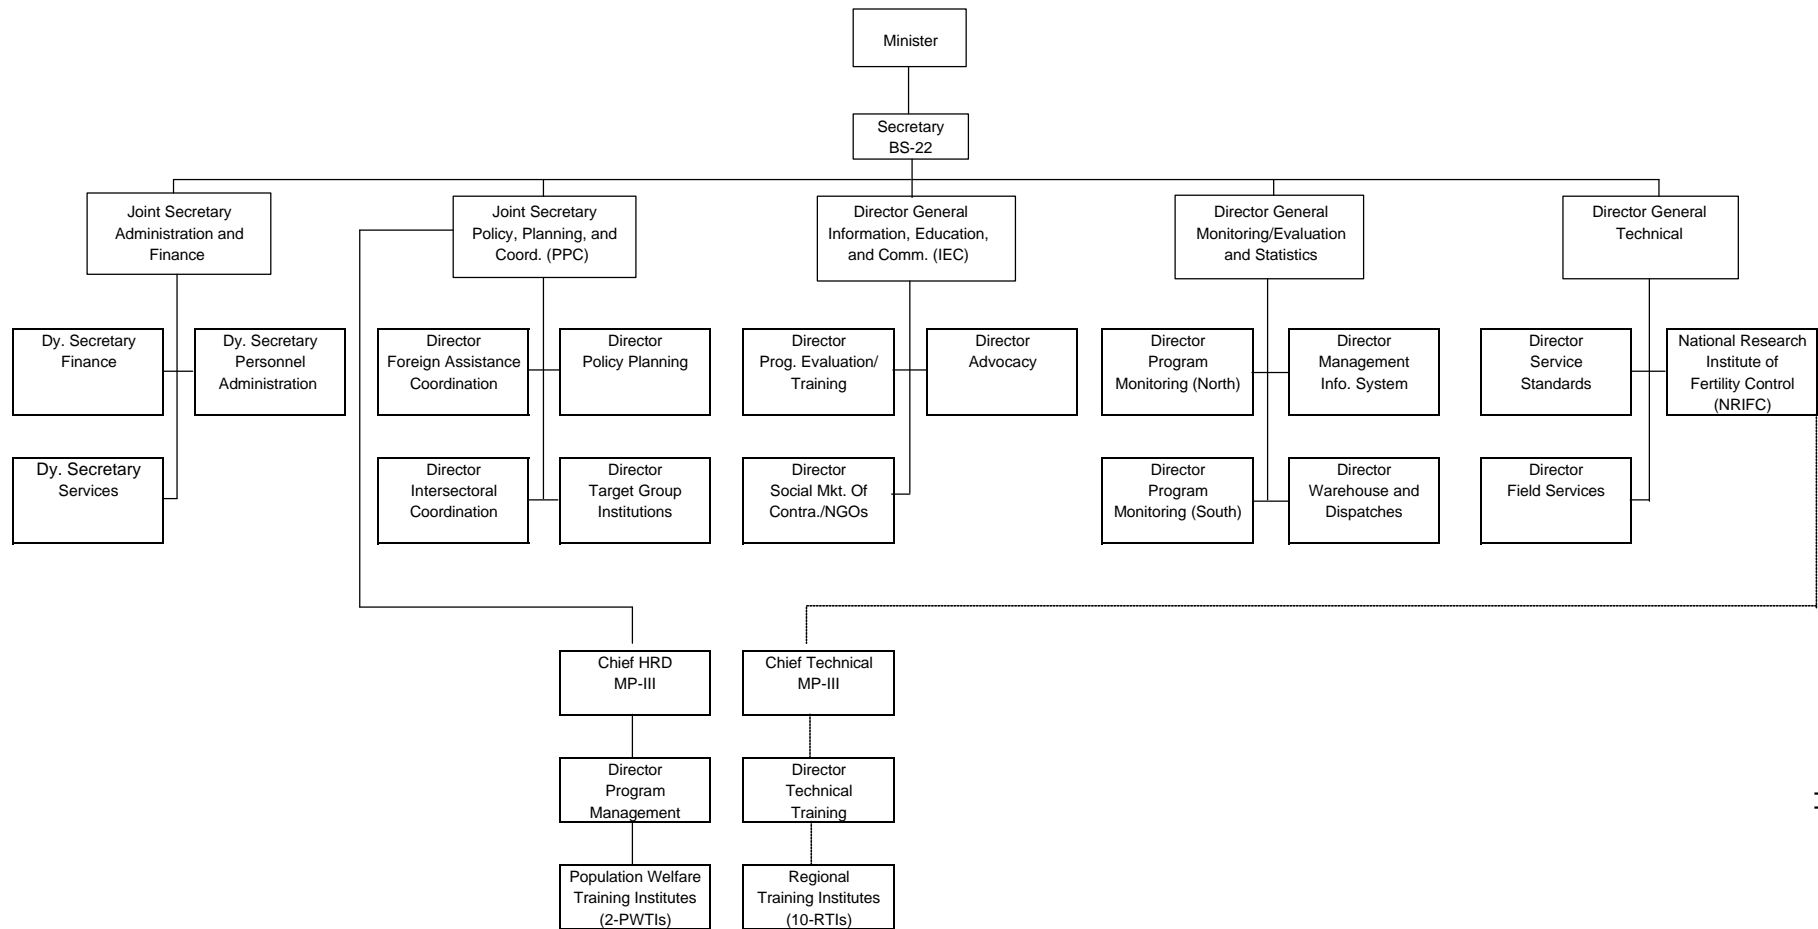 Minister
Secretary
BS-22
Joint Secretary
Administration and
Finance
Joint Secretary
Policy, Planning, and
Coord. (PPC)
Director General
Information, Education,
and Comm. (IEC)
Director General
Monitoring/Evaluation
and Statistics
Director General
Technical
Dy. Secretary
Finance
Dy. Secretary
Personnel
Administration
Director
Foreign Assistance
Coordination
Director
Policy Planning
Director
Prog. Evaluation/
Training
Director
Advocacy
Director
Program
Monitoring (North)
Director
Management
Info. System
Director
Service
Standards
National Research
Institute of
Fertility Control
(NRIFC)
Dy. Secretary
Services
Director
Intersectoral
Coordination
Director
Target Group
Institutions
Director
Social Mkt. Of
Contra./NGOs
Director
Program
Monitoring (South)
Director
Warehouse and
Dispatches
Director
Field Services
Chief HRD
MP-III
Chief Technical
MP-III
Director
Program
Management
Director
Technical
Training
Population Welfare
Training Institutes
(2-PWTIs)
Regional
Training Institutes
(10-RTIs)